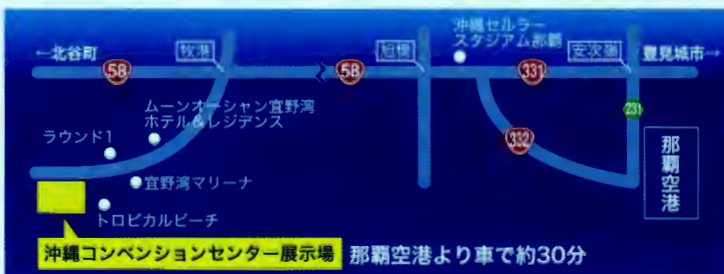 ←北谷町
58
牧港
旭橋
58
沖縄セルラー
スタジアム那覇
331
安次嶺
豊見城市→
231
332
那覇空港
ムーンオーシャン宜野湾
ホテル&レジデンス
ラウンド1
宜野湾マリーナ
トロピカルビーチ
沖縄コンベンションセンター展示場
那覇空港より車で約30分